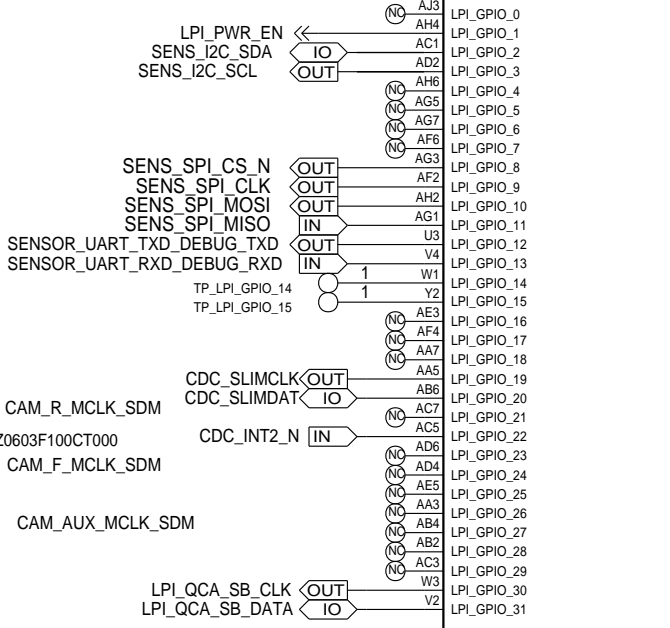 NC AJ3 LPI_GPIO_0
LPI_PWR_EN AH4 LPI_GPIO_1
SENS_I2C_SDA IO AC1 LPI_GPIO_2
SENS_I2C_SCL OUT AD2 LPI_GPIO_3
NC AH6 LPI_GPIO_4
NC AG5 LPI_GPIO_5
NC AG7 LPI_GPIO_6
NC AF6 LPI_GPIO_7
SENS_SPI_CS_N OUT AG3 LPI_GPIO_8
SENS_SPI_CLK OUT AF2 LPI_GPIO_9
SENS_SPI_MOSI OUT AH2 LPI_GPIO_10
SENS_SPI_MISO IN AG1 LPI_GPIO_11
SENSOR_UART_TXD_DEBUG_TXD OUT U3 LPI_GPIO_12
SENSOR_UART_RXD_DEBUG_RXD IN V4 LPI_GPIO_13
TP_LPI_GPIO_14 1 W1 LPI_GPIO_14
TP_LPI_GPIO_15 1 Y2 LPI_GPIO_15
NC AE3 LPI_GPIO_16
NC AF4 LPI_GPIO_17
NC AA7 LPI_GPIO_18
CDC_SLIMCLK OUT AA5 LPI_GPIO_19
CDC_SLIMDAT IO AB6 LPI_GPIO_20
CAM_R_MCLK_SDM NC AC7 LPI_GPIO_21
Z0603F100CT000 CDC_INT2_N IN AC5 LPI_GPIO_22
CAM_F_MCLK_SDM NC AD6 LPI_GPIO_23
NC AD4 LPI_GPIO_24
NC AE5 LPI_GPIO_25
CAM_AUX_MCLK_SDM NC AA3 LPI_GPIO_26
NC AB4 LPI_GPIO_27
NC AB2 LPI_GPIO_28
NC AC3 LPI_GPIO_29
LPI_QCA_SB_CLK OUT W3 LPI_GPIO_30
LPI_QCA_SB_DATA IO V2 LPI_GPIO_31